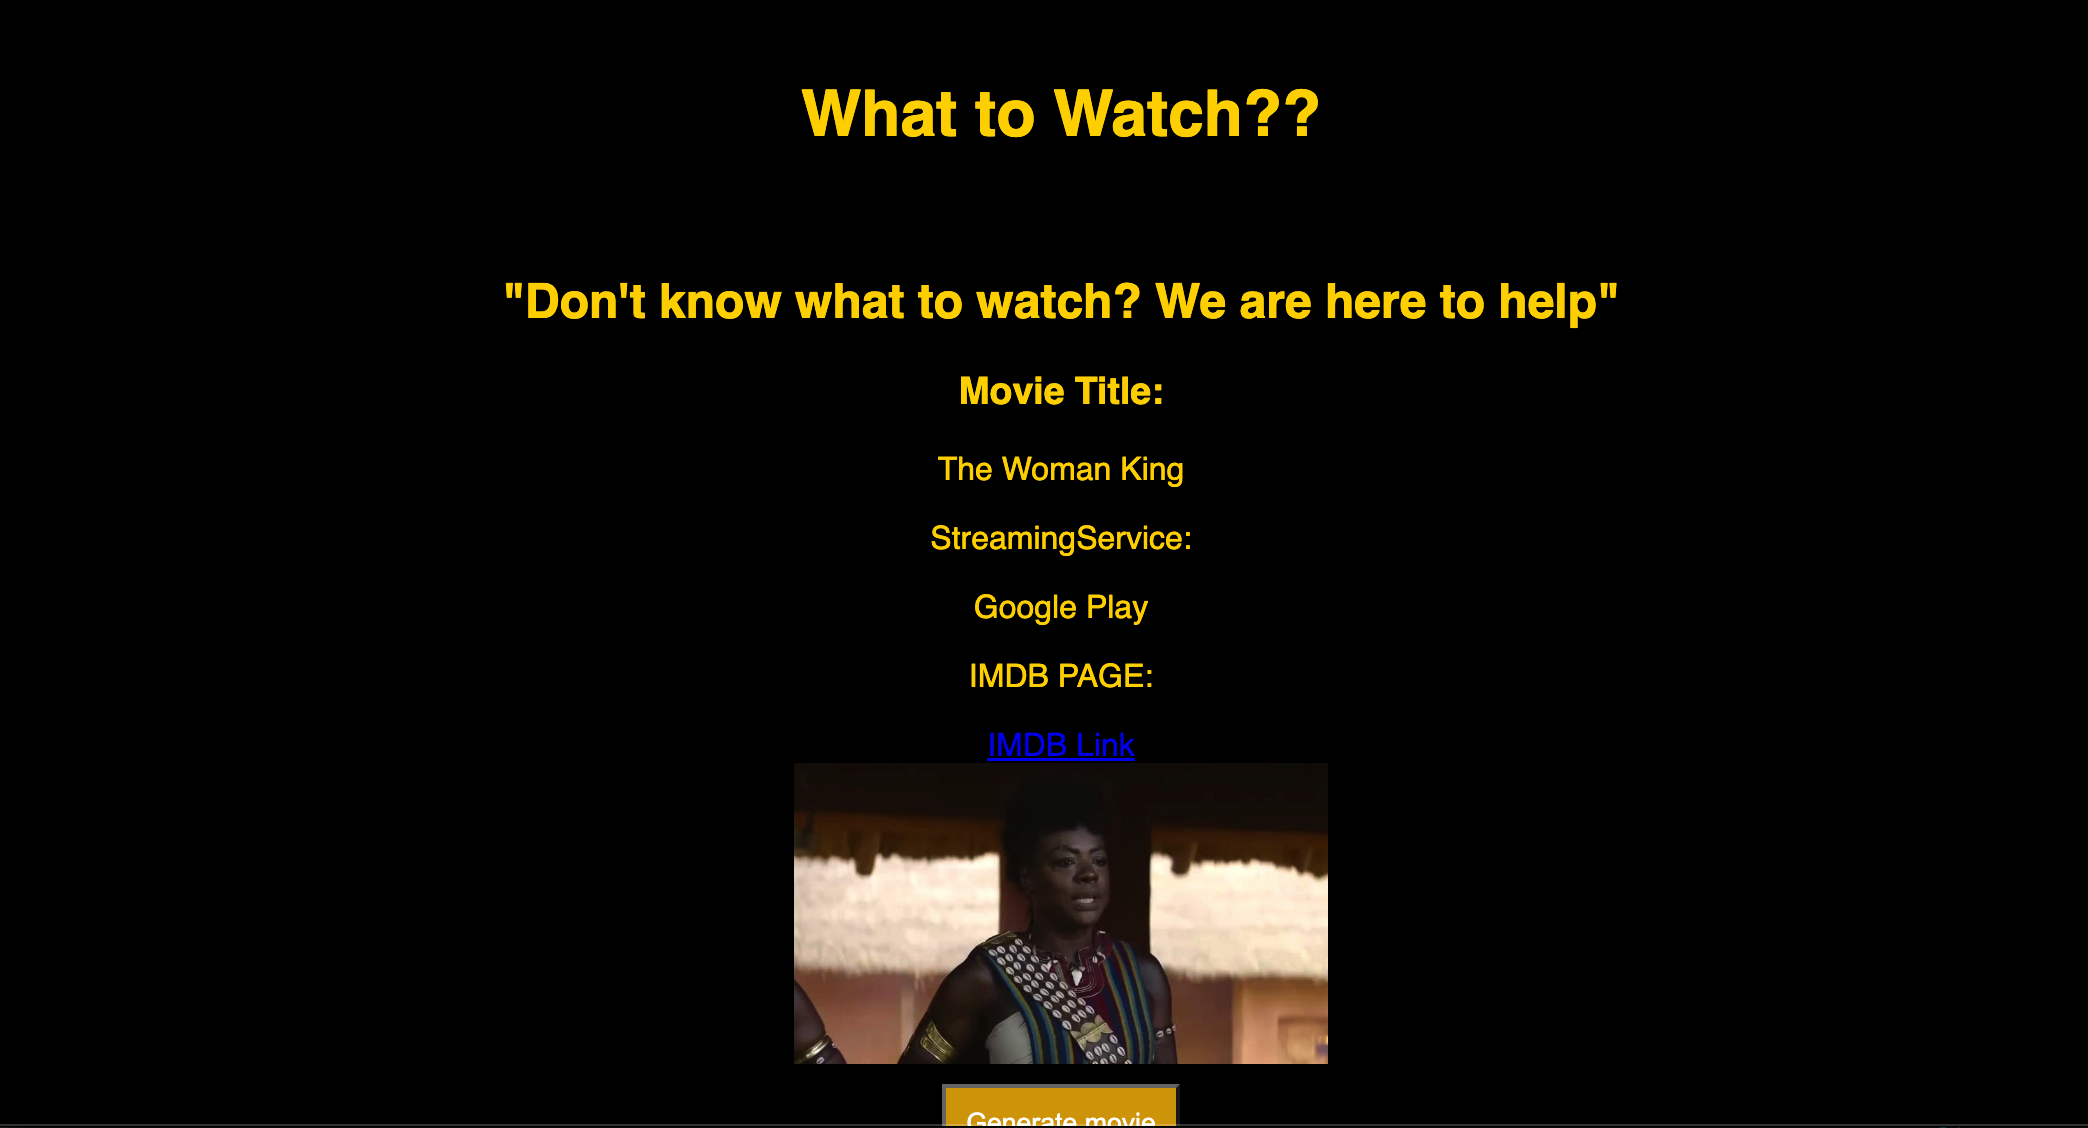 What to Watch??
"Don't know what to watch? We are here to help"
Movie Title:
The Woman King
StreamingService:
Google Play
IMDB PAGE:
IMDB Link
Generate movie